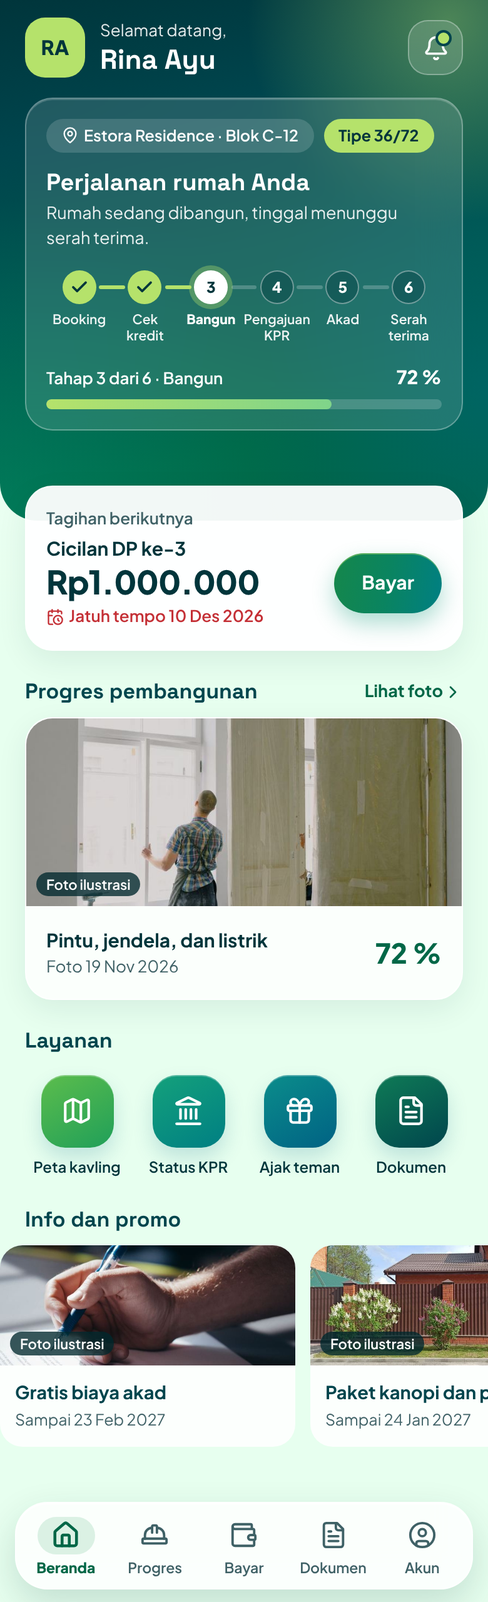 RA
Selamat datang,
Rina Ayu
Estora Residence · Blok C-12
Tipe 36/72
Perjalanan rumah Anda
Rumah sedang dibangun, tinggal menunggu
serah terima.
3
4
5
6
Booking
Cek
kredit
Bangun
Pengajuan
KPR
Akad
Serah
terima
Tahap 3 dari 6 · Bangun
72 %
Tagihan berikutnya
Cicilan DP ke-3
Rp1.000.000
Jatuh tempo 10 Des 2026
Bayar
Progres pembangunan
Lihat foto
Foto ilustrasi
Pintu, jendela, dan listrik
Foto 19 Nov 2026
72 %
Layanan
Peta kavling
Status KPR
Ajak teman
Dokumen
Info dan promo
Foto ilustrasi
Foto ilustrasi
Gratis biaya akad
Sampai 23 Feb 2027
Paket kanopi dan p
Sampai 24 Jan 2027
Beranda
Progres
Bayar
Dokumen
Akun